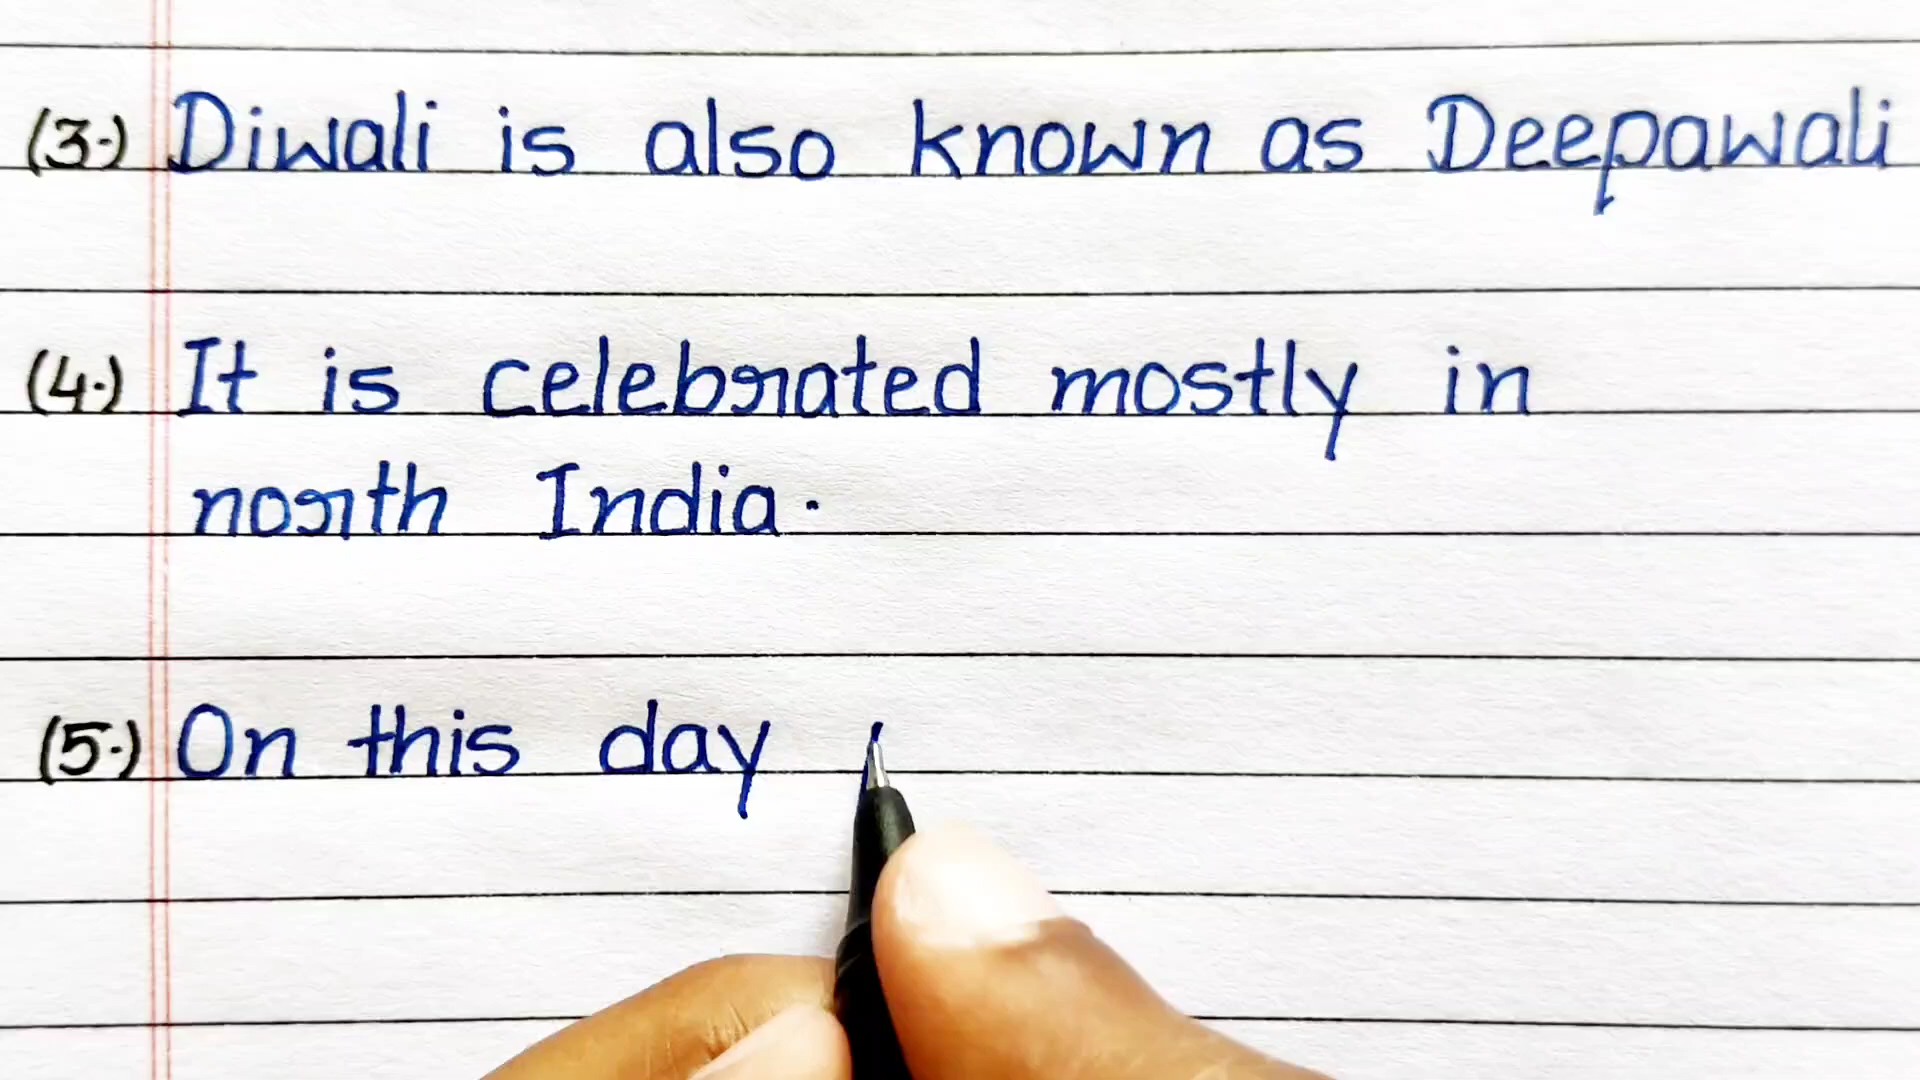 (3.) Diwali is also known as Deepawali
(4.) It is celebrated mostly in
north India.
(5.) On this day